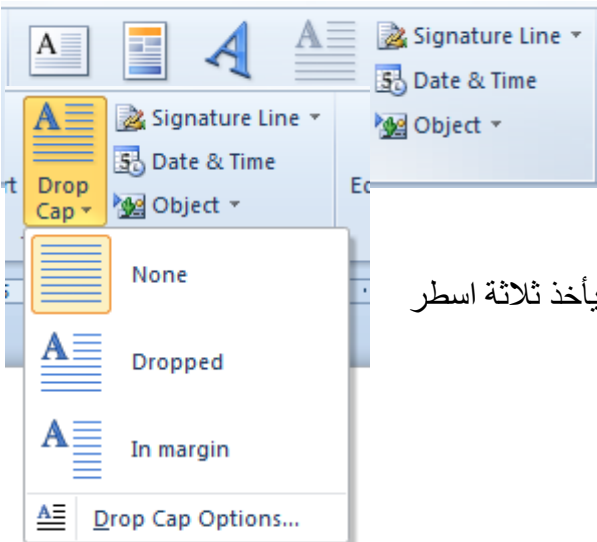 Signature Line
Date & Time
Object
A
A
A
A
Drop
Cap
Signature Line
Date & Time
Object
يأخذ ثلاثة اسطر
None
A
Dropped
A
In margin
Drop Cap Options...